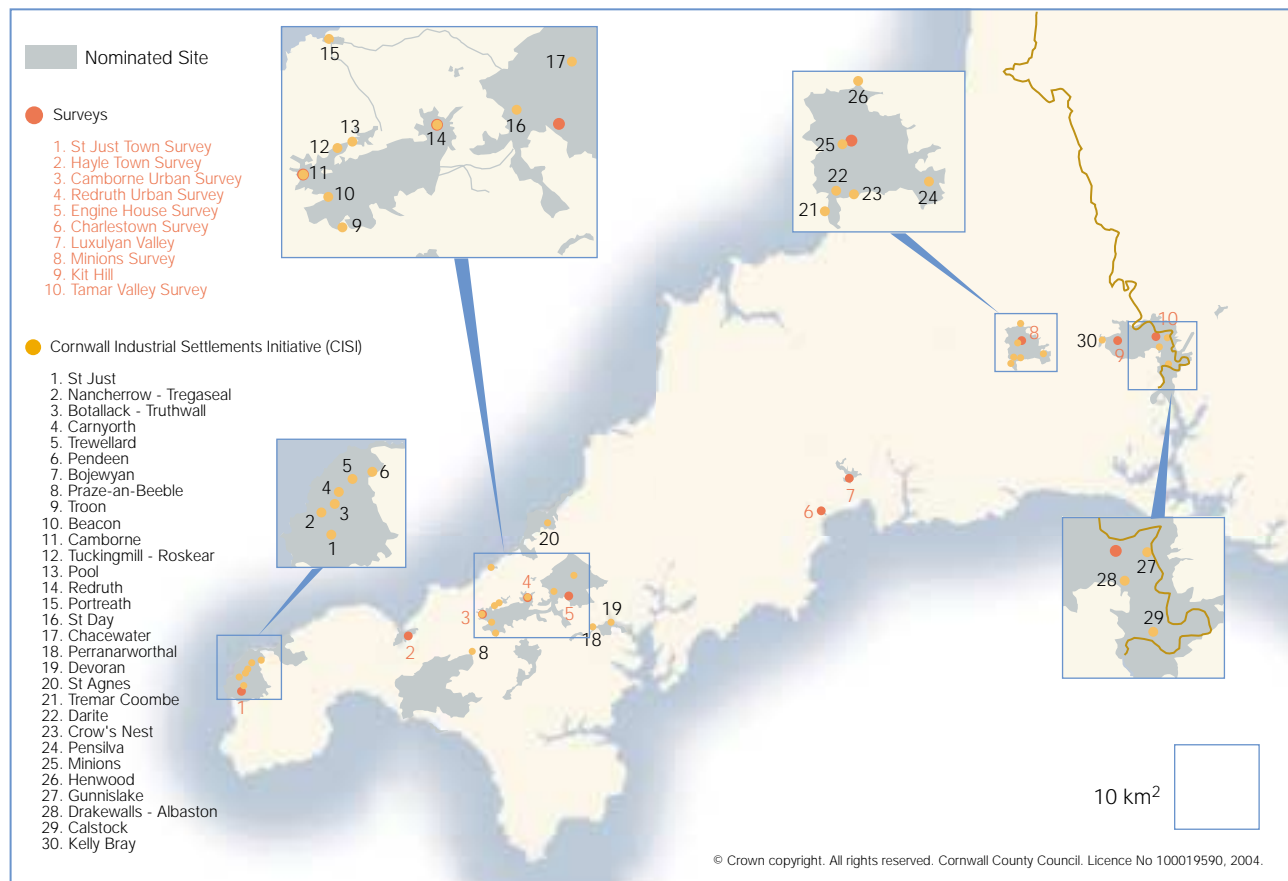 Nominated Site
Surveys
1. St Just Town Survey
2. Hayle Town Survey
3. Camborne Urban Survey
4. Redruth Urban Survey
5. Engine House Survey
6. Charlestown Survey
7. Luxulyan Valley
8. Minions Survey
9. Kit Hill
10. Tamar Valley Survey
Cornwall Industrial Settlements Initiative (CISI)
1. St Just
2. Nancherrow - Tregaseal
3. Botallack - Truthwall
4. Carnyorth
5. Trewellard
6. Pendeen
7. Bojewyan
8. Praze-an-Beeble
9. Troon
10. Beacon
11. Camborne
12. Tuckingmill - Roskear
13. Pool
14. Redruth
15. Portreath
16. St Day
17. Chacewater
18. Perranarworthal
19. Devoran
20. St Agnes
21. Tremar Coombe
22. Darite
23. Crow's Nest
24. Pensilva
25. Minions
26. Henwood
27. Gunnislake
28. Drakewalls - Albaston
29. Calstock
30. Kelly Bray
15
17
16
13
12
14
11
10
9
26
25
22
23
24
21
5
6
4
3
2
1
8
10
30
9
7
6
20
4
3
5
19
18
2
8
1
27
28
29
10 km²
© Crown copyright. All rights reserved. Cornwall County Council. Licence No 100019590, 2004.